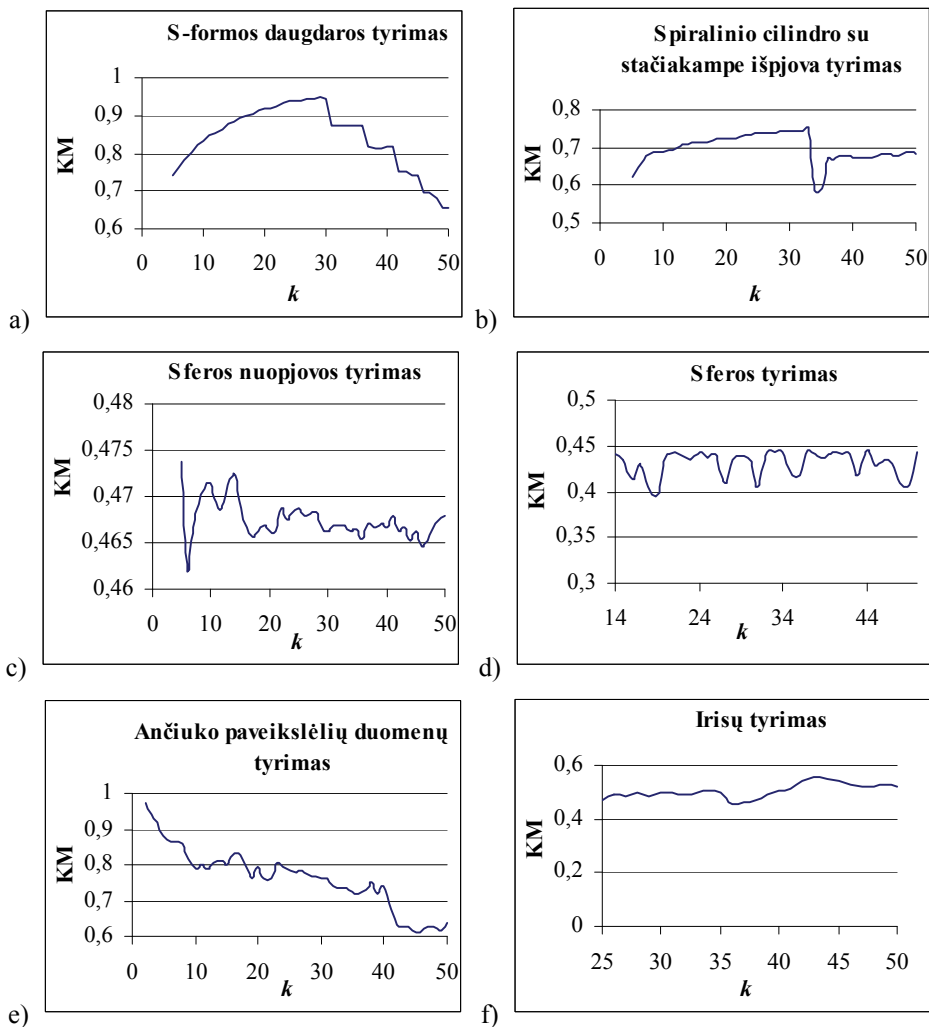 S-formos daugdaros tyrimas
1
0,9
0,8
0,7
0,6
KM
0 10 20 30 40 50
k
a)
Spiralinio cilindro su
stačiakampe išpjova tyrimas
0,8
0,7
0,6
0,5
KM
0 10 20 30 40 50
k
b)
Sferos nuopjovos tyrimas
0,48
0,475
0,47
0,465
0,46
KM
0 10 20 30 40 50
k
c)
Sferos tyrimas
0,5
0,45
0,4
0,3
KM
14 24 34 44
k
d)
Ančiuko paveikslėlių duomenų
tyrimas
1
0,9
0,8
0,7
0,6
KM
0 10 20 30 40 50
k
e)
Irisų tyrimas
0,6
0,4
0,2
0
KM
25 30 35 40 45 50
k
f)